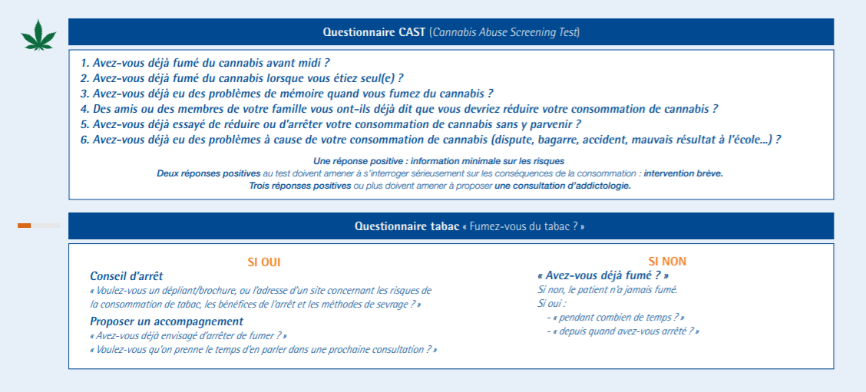 Questionnaire CAST (Cannabis Abuse Screening Test)
1. Avez-vous déjà fumé du cannabis avant midi ?
2. Avez-vous déjà fumé du cannabis lorsque vous étiez seul(e) ?
3. Avez-vous déjà eu des problèmes de mémoire quand vous fumez du cannabis ?
4. Des amis ou des membres de votre famille vous ont-ils déjà dit que vous devriez réduire votre consommation de cannabis ?
5. Avez-vous déjà essayé de réduire ou d'arrêter votre consommation de cannabis sans y parvenir ?
6. Avez-vous déjà eu des problèmes à cause de votre consommation de cannabis (dispute, bagarre, accident, mauvais résultat à l'école...) ?
Une réponse positive : information minimale sur les risques
Deux réponses positives au test doivent amener à s'interroger sérieusement sur les conséquences de la consommation : intervention brève.
Trois réponses positives ou plus doivent amener à proposer une consultation d'addictologie.
Questionnaire tabac « Fumez-vous du tabac ? »
SI OUI
Conseil d'arrêt
« Voulez-vous un dépliant/brochure, ou l'adresse d'un site concernant les risques de
la consommation de tabac, les bénéfices de l'arrêt et les méthodes de sevrage ? »
Proposer un accompagnement
« Avez-vous déjà envisagé d'arrêter de fumer ? »
« Voulez-vous qu'on prenne le temps d'en parler dans une prochaine consultation ? »
SI NON
« Avez-vous déjà fumé ? »
Si non, le patient n'a jamais fumé.
Si oui :
- « pendant combien de temps ? »
- « depuis quand avez-vous arrêté ? »